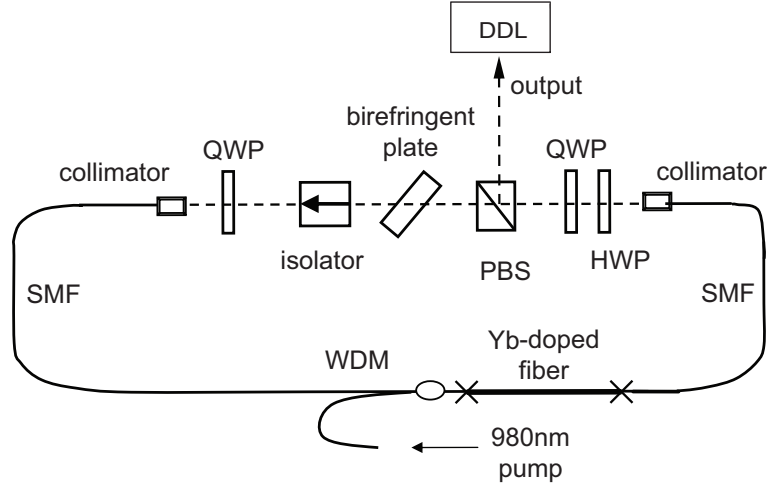 DDL
output
birefringent
plate
QWP
QWP
collimator
collimator
isolator
PBS
HWP
SMF
SMF
Yb-doped
fiber
WDM
980nm
pump